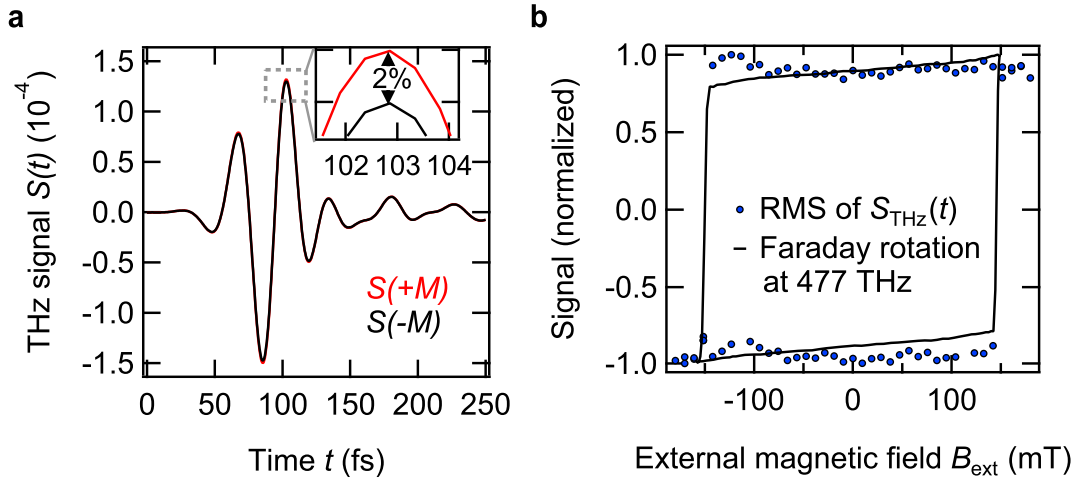 a
THz signal S(t) (10⁻⁴)
1.5
1.0
0.5
0.0
-0.5
-1.0
-1.5
2%
102 103 104
S(+M)
S(-M)
0 50 100 150 200 250
Time t (fs)
b
Signal (normalized)
1.0
0.5
0.0
-0.5
-1.0
RMS of S_THz(t)
Faraday rotation
at 477 THz
-100 0 100
External magnetic field B_ext (mT)